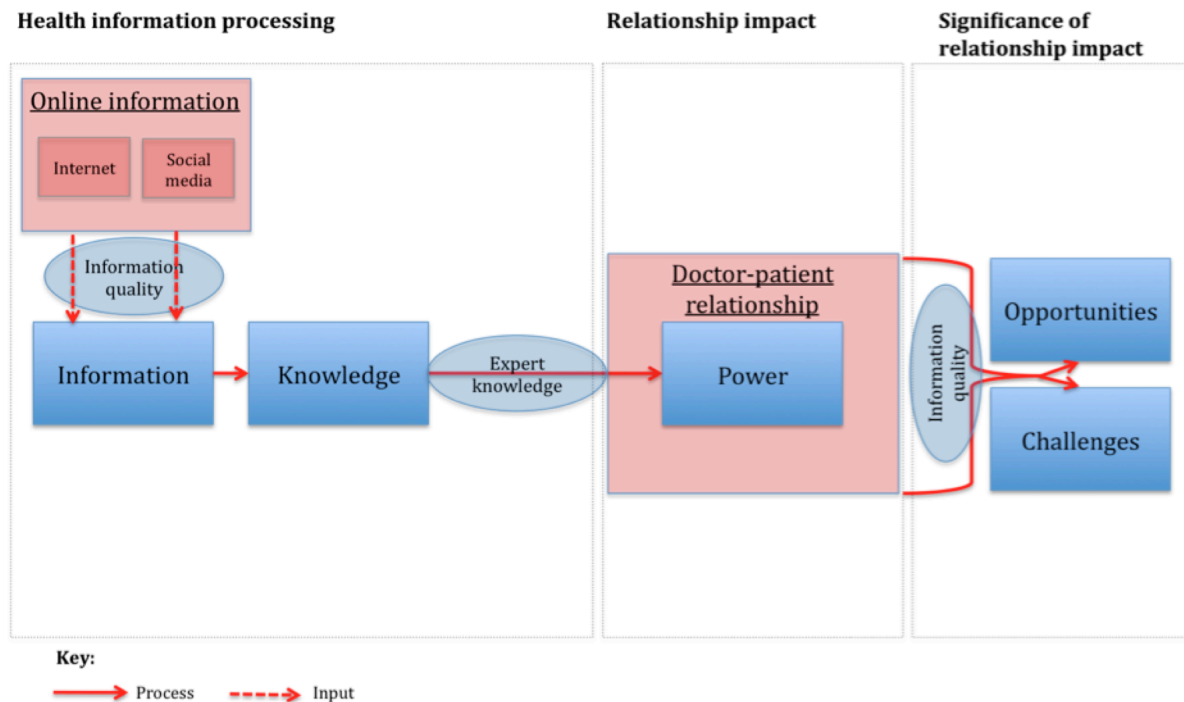 Health information processing
Relationship impact
Significance of
relationship impact
Online information
Internet
Social
media
Information
quality
Information
Knowledge
Expert
knowledge
Doctor-patient
relationship
Power
Information
quality
Opportunities
Challenges
Key:
Process
Input